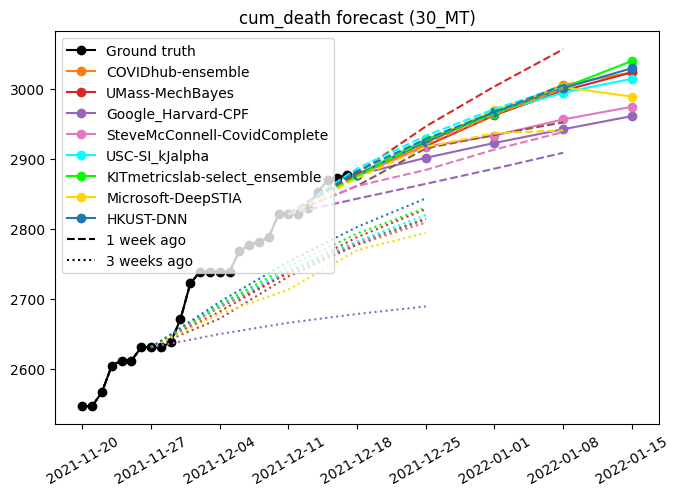 cum_death forecast (30_MT)
3000
2900
2800
2700
2600
Ground truth
COVIDhub-ensemble
UMass-MechBayes
Google_Harvard-CPF
SteveMcConnell-CovidComplete
USC-SI_kJalpha
KITmetricslab-select_ensemble
Microsoft-DeepSTIA
HKUST-DNN
1 week ago
3 weeks ago
2021-11-20
2021-11-27
2021-12-04
2021-12-11
2021-12-18
2021-12-25
2022-01-01
2022-01-08
2022-01-15